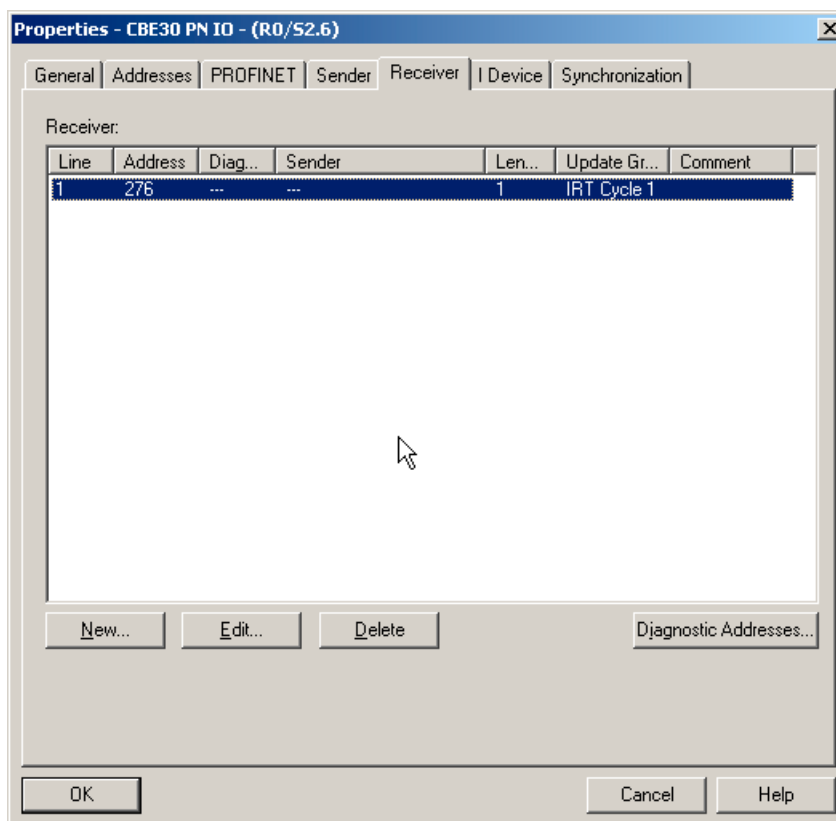 Properties - CBE30 PN IO - (R0/S2.6)
General Addresses PROFINET Sender Receiver I Device Synchronization
Receiver:
Line Address Diag... Sender Len... Update Gr... Comment
1 276 --- --- 1 IRT Cycle 1
New... Edit... Delete Diagnostic Addresses...
OK Cancel Help